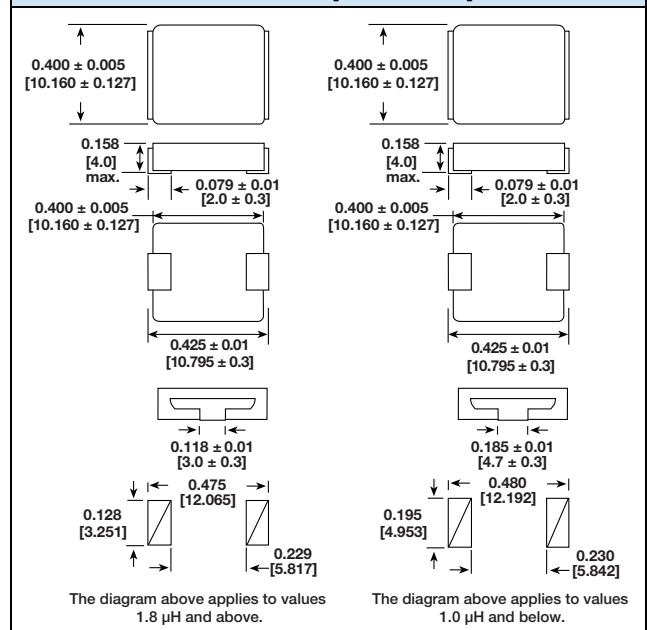 0.400 ± 0.005
[10.160 ± 0.127]
0.158
[4.0]
max.
0.079 ± 0.01
[2.0 ± 0.3]
0.400 ± 0.005
[10.160 ± 0.127]
0.425 ± 0.01
[10.795 ± 0.3]
0.118 ± 0.01
[3.0 ± 0.3]
0.475
[12.065]
0.128
[3.251]
0.229
[5.817]
The diagram above applies to values
1.8 µH and above.
0.400 ± 0.005
[10.160 ± 0.127]
0.158
[4.0]
max.
0.079 ± 0.01
[2.0 ± 0.3]
0.400 ± 0.005
[10.160 ± 0.127]
0.425 ± 0.01
[10.795 ± 0.3]
0.185 ± 0.01
[4.7 ± 0.3]
0.480
[12.192]
0.195
[4.953]
0.230
[5.842]
The diagram above applies to values
1.0 µH and below.